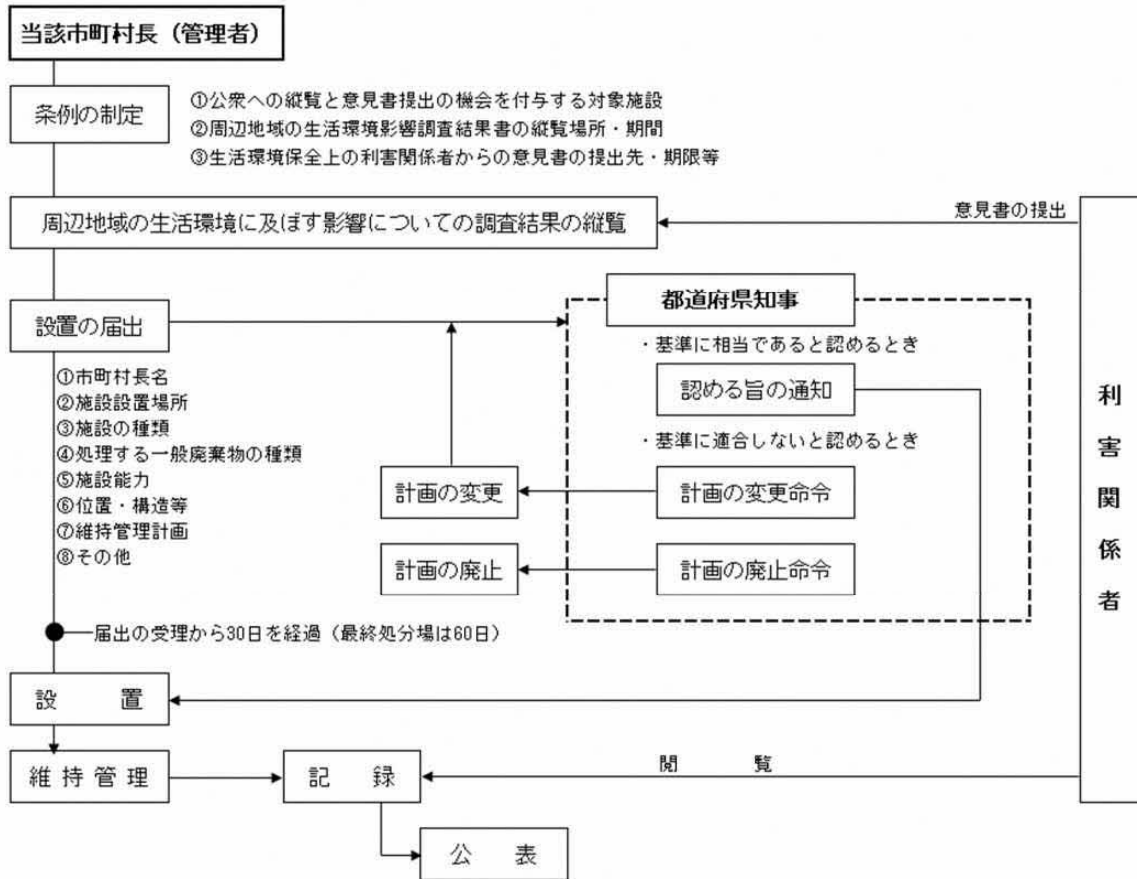 当該市町村長（管理者）
条例の制定
①公衆への縦覧と意見書提出の機会を付与する対象施設
②周辺地域の生活環境影響調査結果書の縦覧場所・期間
③生活環境保全上の利害関係者からの意見書の提出先・期限等
周辺地域の生活環境に及ぼす影響についての調査結果の縦覧
意見書の提出
設置の届出
都道府県知事
・基準に相当であると認めるとき
認める旨の通知
・基準に適合しないと認めるとき
計画の変更
計画の変更命令
計画の廃止
計画の廃止命令
①市町村長名
②施設設置場所
③施設の種類
④処理する一般廃棄物の種類
⑤施設能力
⑥位置・構造等
⑦維持管理計画
⑧その他
利害関係者
届出の受理から30日を経過（最終処分場は60日）
設　　置
維持管理
記　録
閲　　覧
公　表